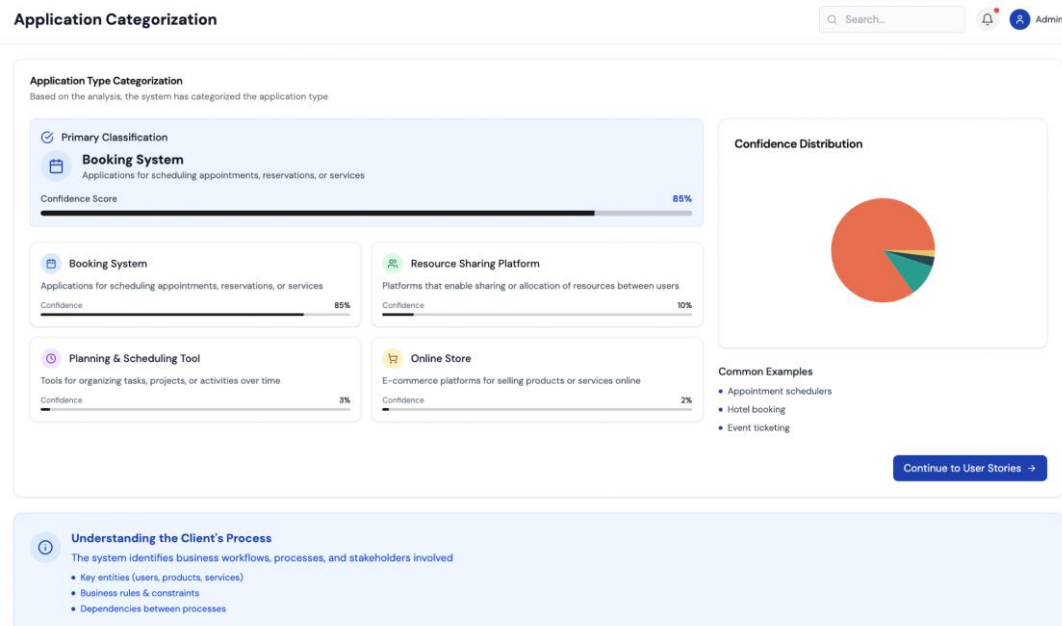 Application Categorization
Search...
Admin
Application Type Categorization
Based on the analysis, the system has categorized the application type
Primary Classification
Booking System
Applications for scheduling appointments, reservations, or services
Confidence Score
85%
Booking System
Applications for scheduling appointments, reservations, or services
Confidence
85%
Resource Sharing Platform
Platforms that enable sharing or allocation of resources between users
Confidence
10%
Planning & Scheduling Tool
Tools for organizing tasks, projects, or activities over time
Confidence
3%
Online Store
E-commerce platforms for selling products or services online
Confidence
2%
Confidence Distribution
Common Examples
• Appointment schedulers
• Hotel booking
• Event ticketing
Continue to User Stories →
Understanding the Client's Process
The system identifies business workflows, processes, and stakeholders involved
• Key entities (users, products, services)
• Business rules & constraints
• Dependencies between processes